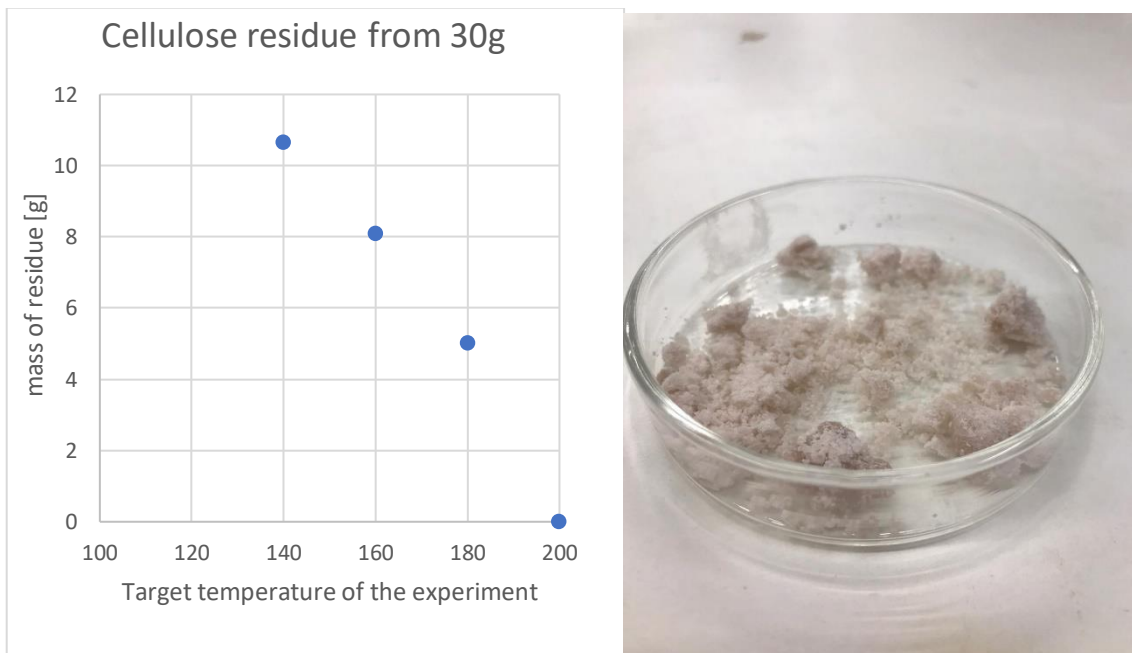 Cellulose residue from 30g
12
10
8
6
4
2
0
mass of residue [g]
100 120 140 160 180 200
Target temperature of the experiment